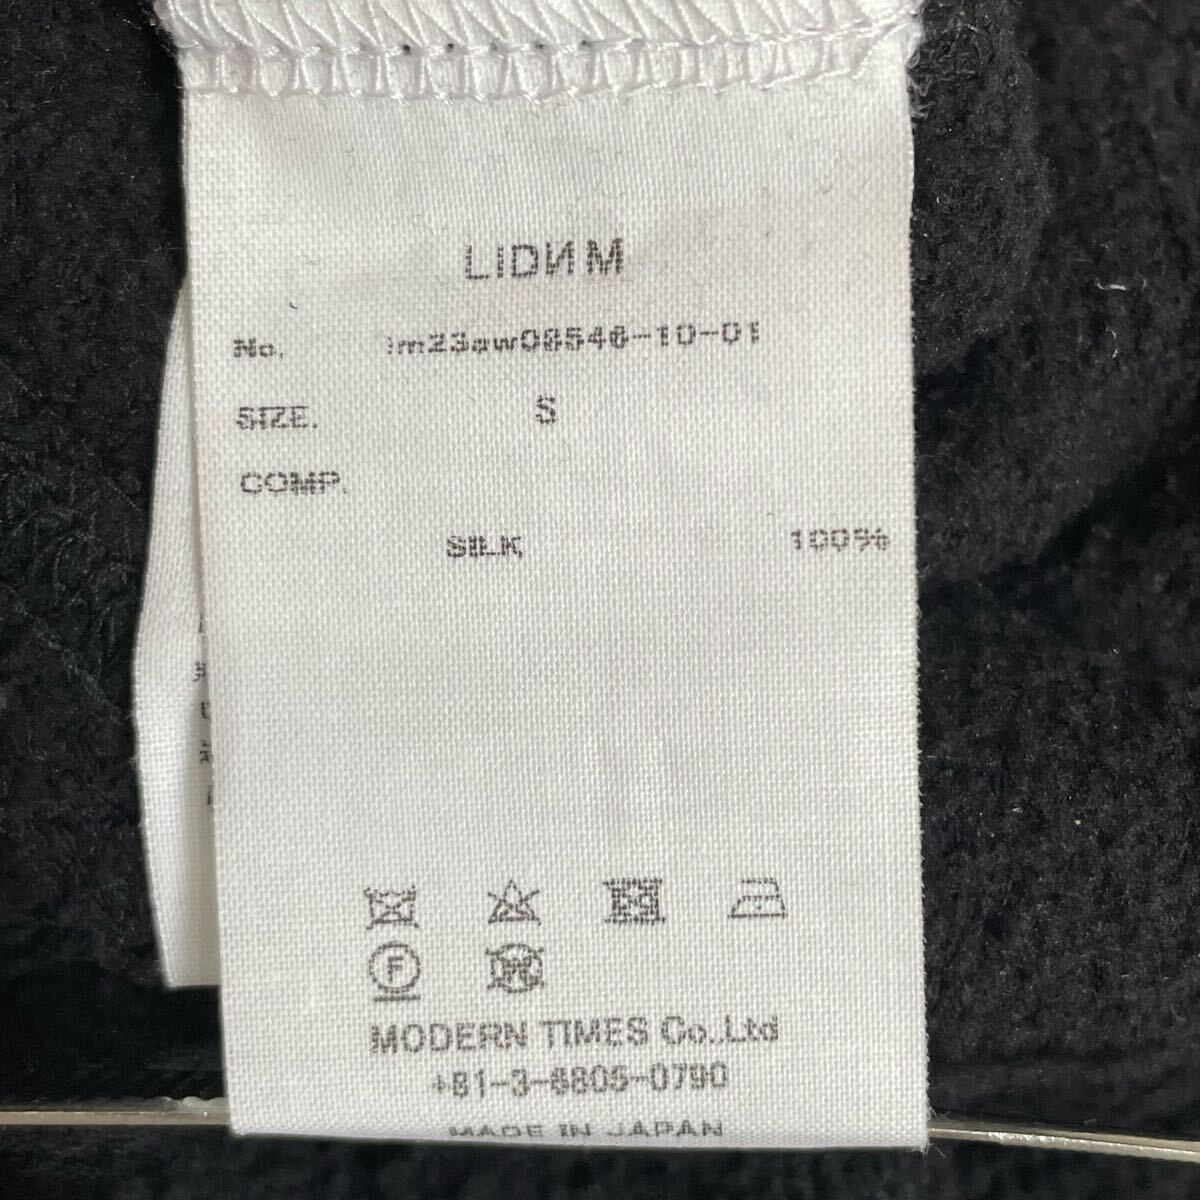 LIDИM
No. lm23aw08546-10-01
SIZE. S
COMP.
SILK 100%
F
W
MODERN TIMES Co.,Ltd
+81-3-6805-0790
MADE IN JAPAN